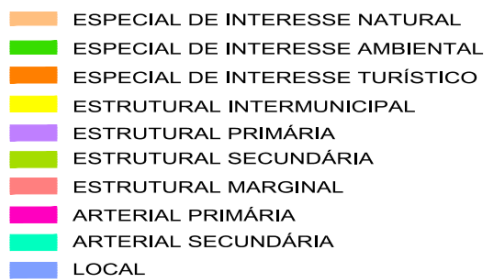 ESPECIAL DE INTERESSE NATURAL
ESPECIAL DE INTERESSE AMBIENTAL
ESPECIAL DE INTERESSE TURÍSTICO
ESTRUTURAL INTERMUNICIPAL
ESTRUTURAL PRIMÁRIA
ESTRUTURAL SECUNDÁRIA
ESTRUTURAL MARGINAL
ARTERIAL PRIMÁRIA
ARTERIAL SECUNDÁRIA
LOCAL